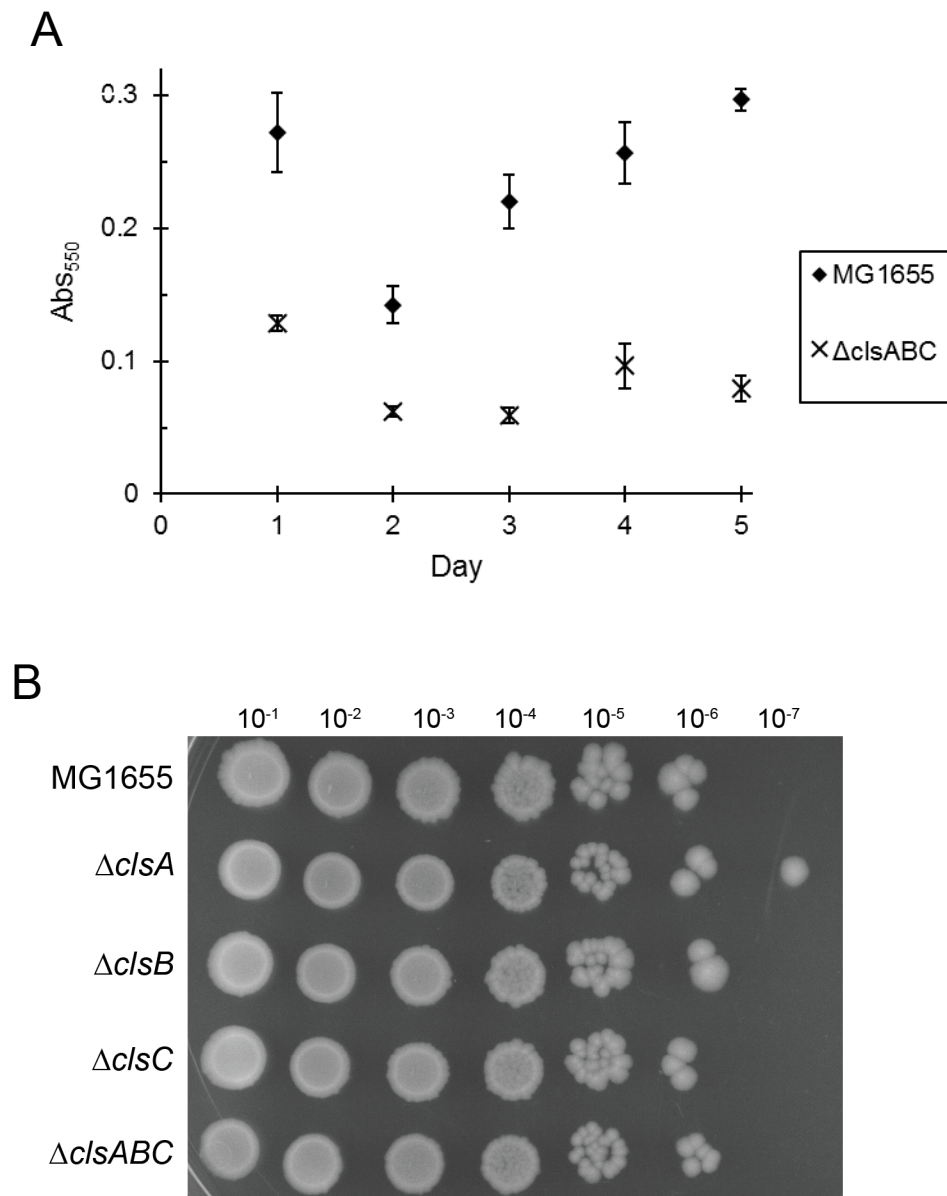 A
0.3
0.2
0.1
0
0 1 2 3 4 5
Abs₅₅₀
Day
MG1655
ΔclsABC
B
10⁻¹ 10⁻² 10⁻³ 10⁻⁴ 10⁻⁵ 10⁻⁶ 10⁻⁷
MG1655
ΔclsA
ΔclsB
ΔclsC
ΔclsABC